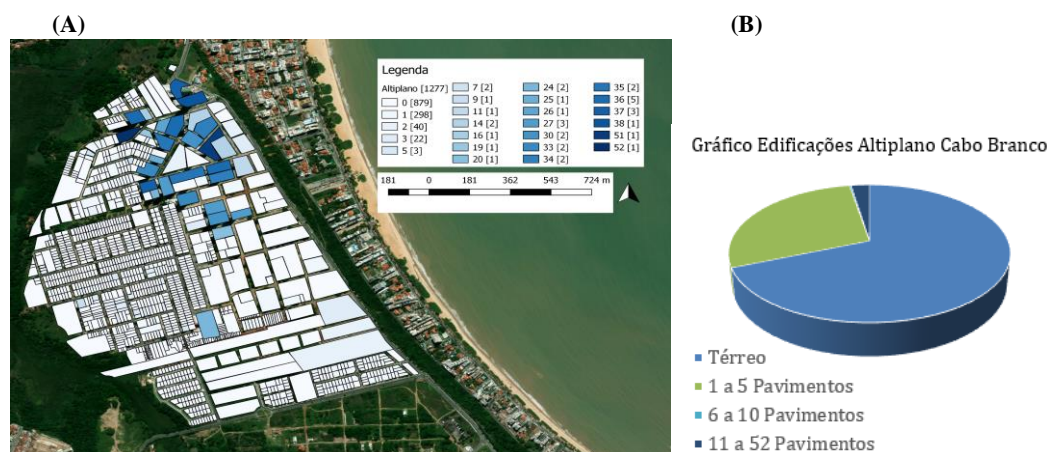 (A)
(B)
Legenda
Altiplano [1277]
0 [879]
1 [298]
2 [40]
3 [22]
5 [3]
7 [2]
9 [1]
11 [1]
14 [2]
16 [1]
19 [1]
20 [1]
24 [2]
25 [1]
26 [1]
27 [3]
30 [2]
33 [2]
34 [2]
35 [2]
36 [5]
37 [3]
38 [1]
51 [1]
52 [1]
181 0 181 362 543 724 m
Gráfico Edificações Altiplano Cabo Branco
Térreo
1 a 5 Pavimentos
6 a 10 Pavimentos
11 a 52 Pavimentos